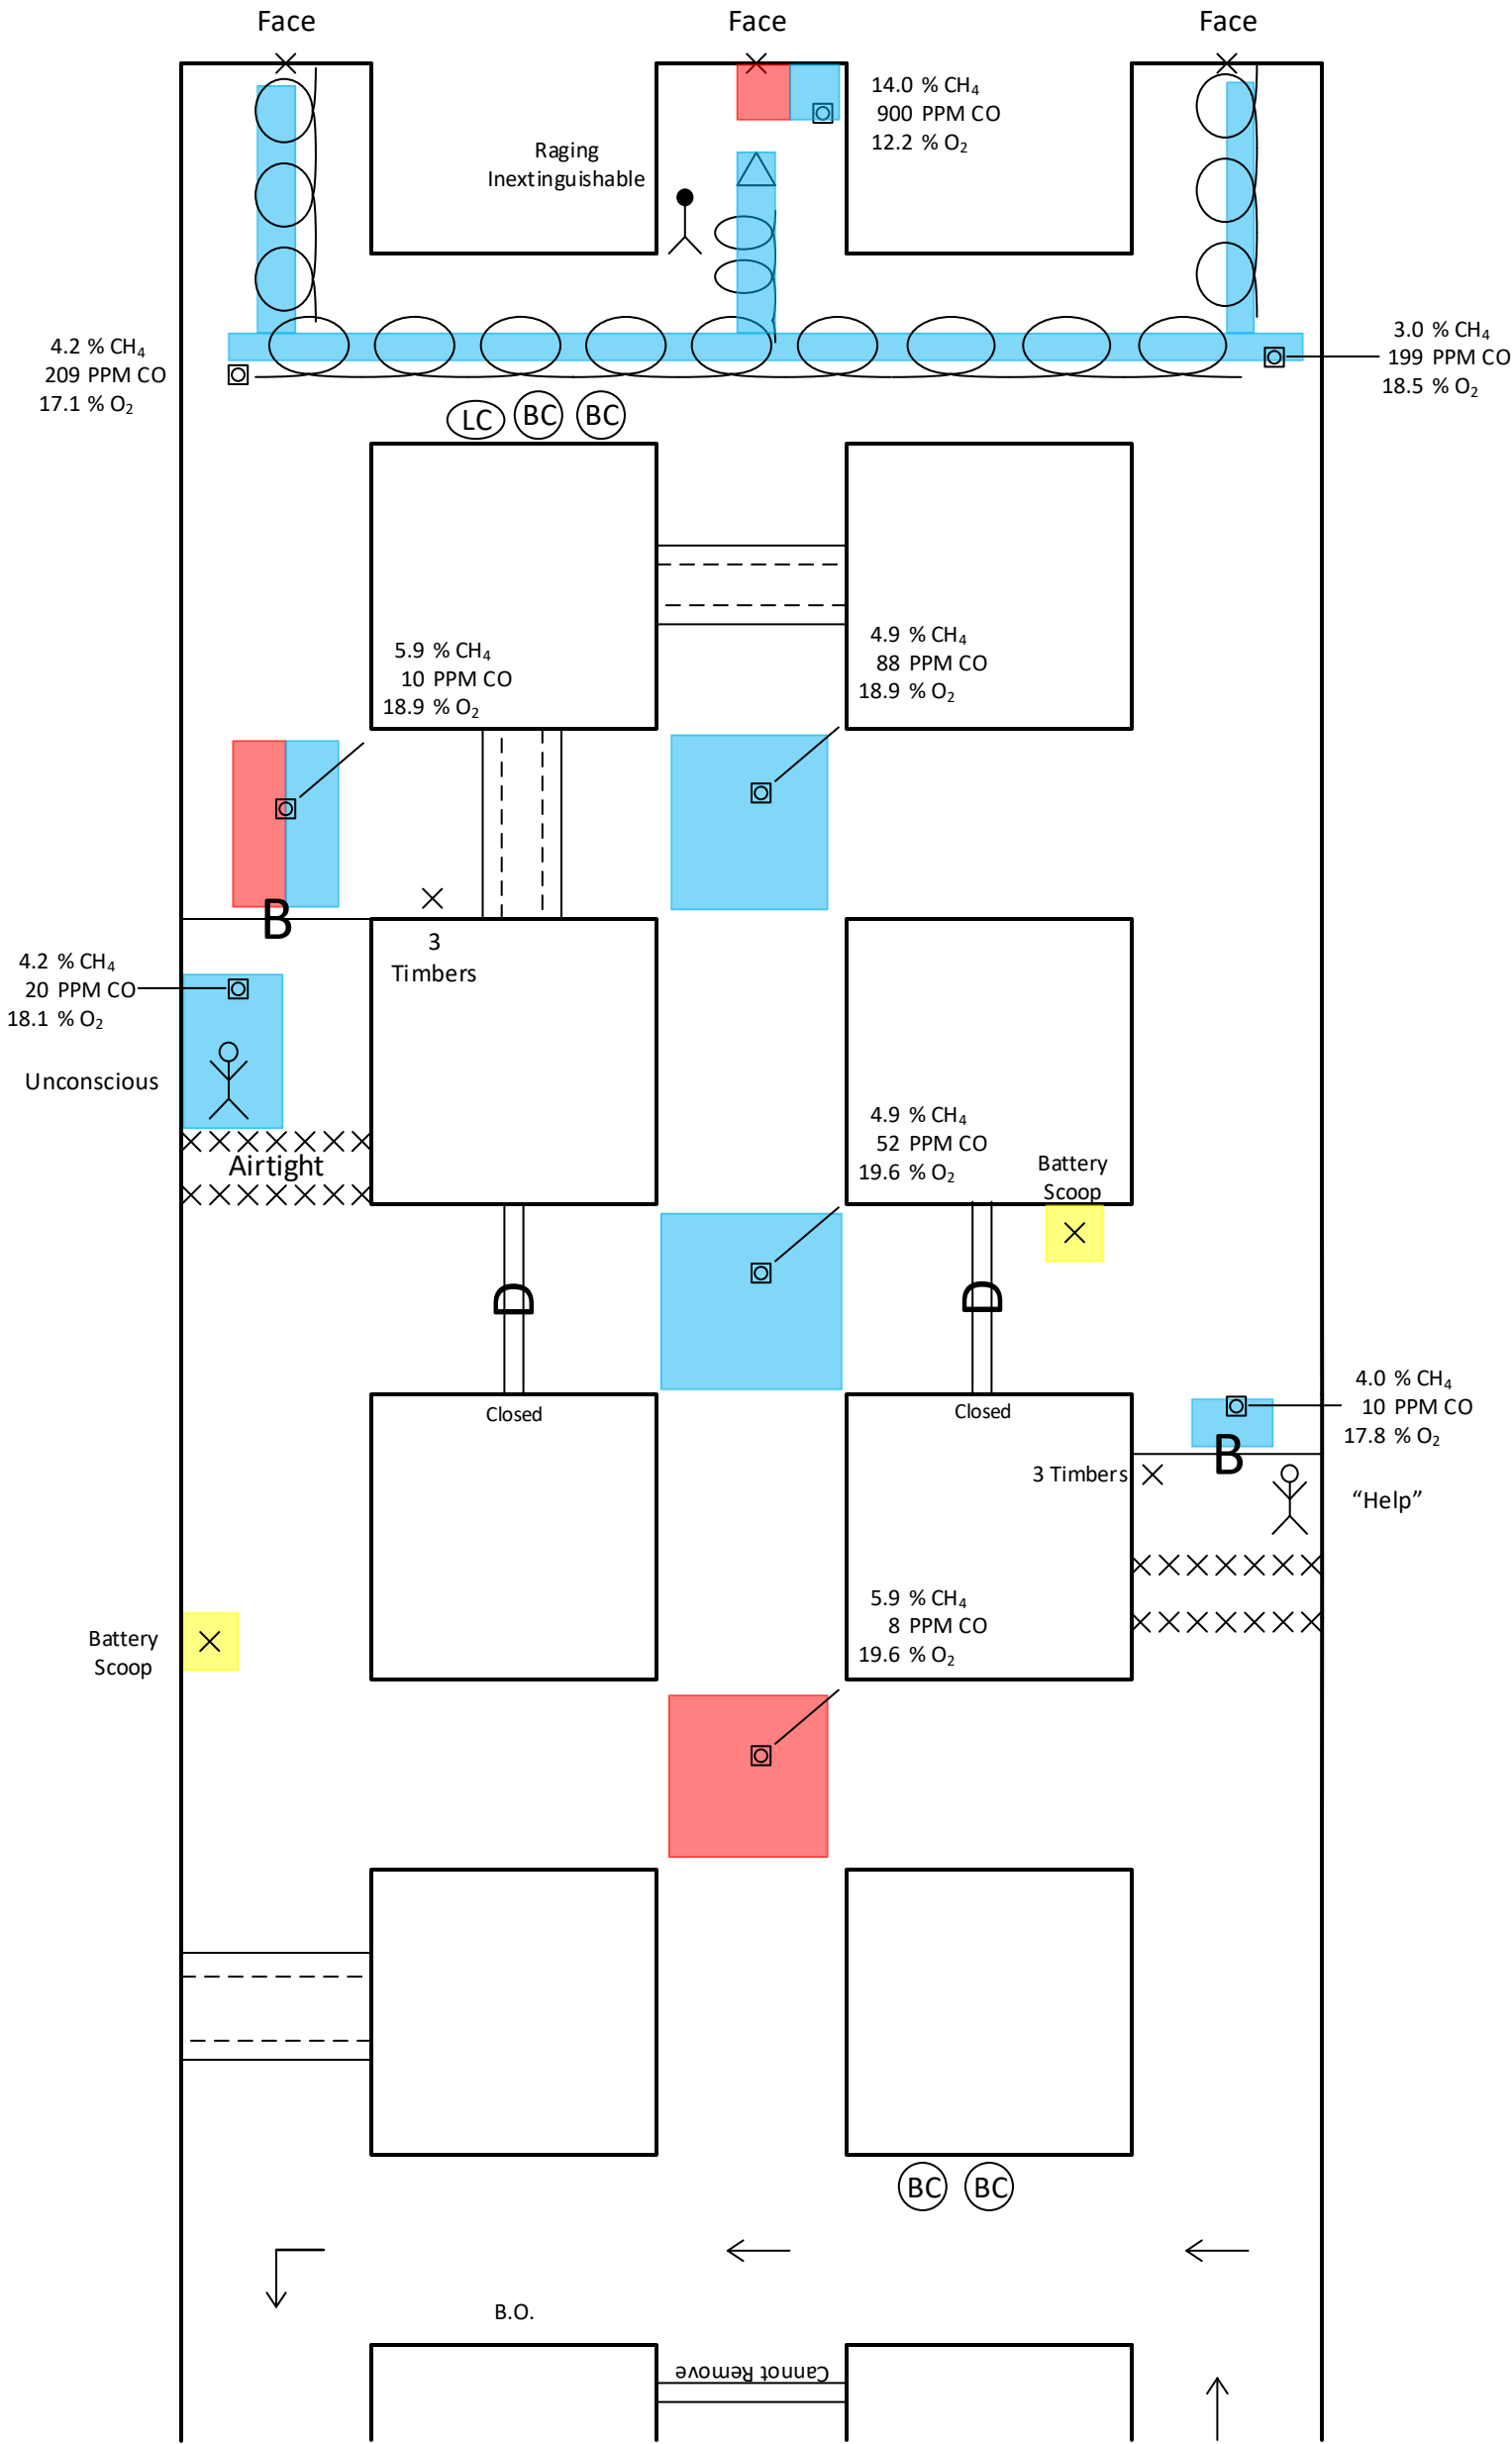 Face
Face
Face
14.0 % CH₄
900 PPM CO
12.2 % O₂
Raging
Inextinguishable
4.2 % CH₄
209 PPM CO
17.1 % O₂
3.0 % CH₄
199 PPM CO
18.5 % O₂
LC
BC
BC
5.9 % CH₄
10 PPM CO
18.9 % O₂
4.9 % CH₄
88 PPM CO
18.9 % O₂
B
3
Timbers
4.2 % CH₄
20 PPM CO
18.1 % O₂
Unconscious
Airtight
4.9 % CH₄
52 PPM CO
19.6 % O₂
Battery
Scoop
D
D
Closed
Closed
4.0 % CH₄
10 PPM CO
17.8 % O₂
B
3 Timbers
“Help”
5.9 % CH₄
8 PPM CO
19.6 % O₂
Battery
Scoop
BC
BC
B.O.
Cannot Remove